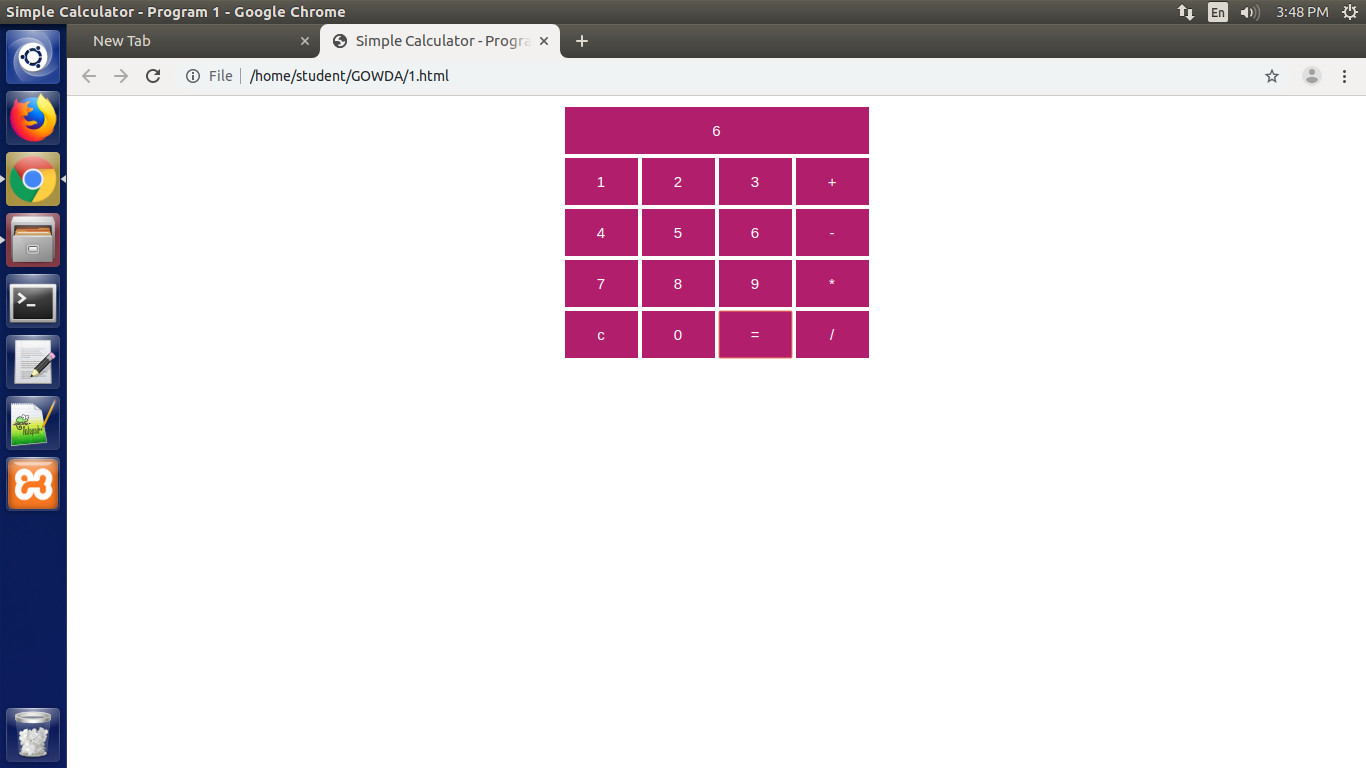 Simple Calculator - Program 1 - Google Chrome
En
3:48 PM
New Tab
Simple Calculator - Progra
File
/home/student/GOWDA/1.html
6
1 2 3 +
4 5 6 -
7 8 9 *
c 0 = /